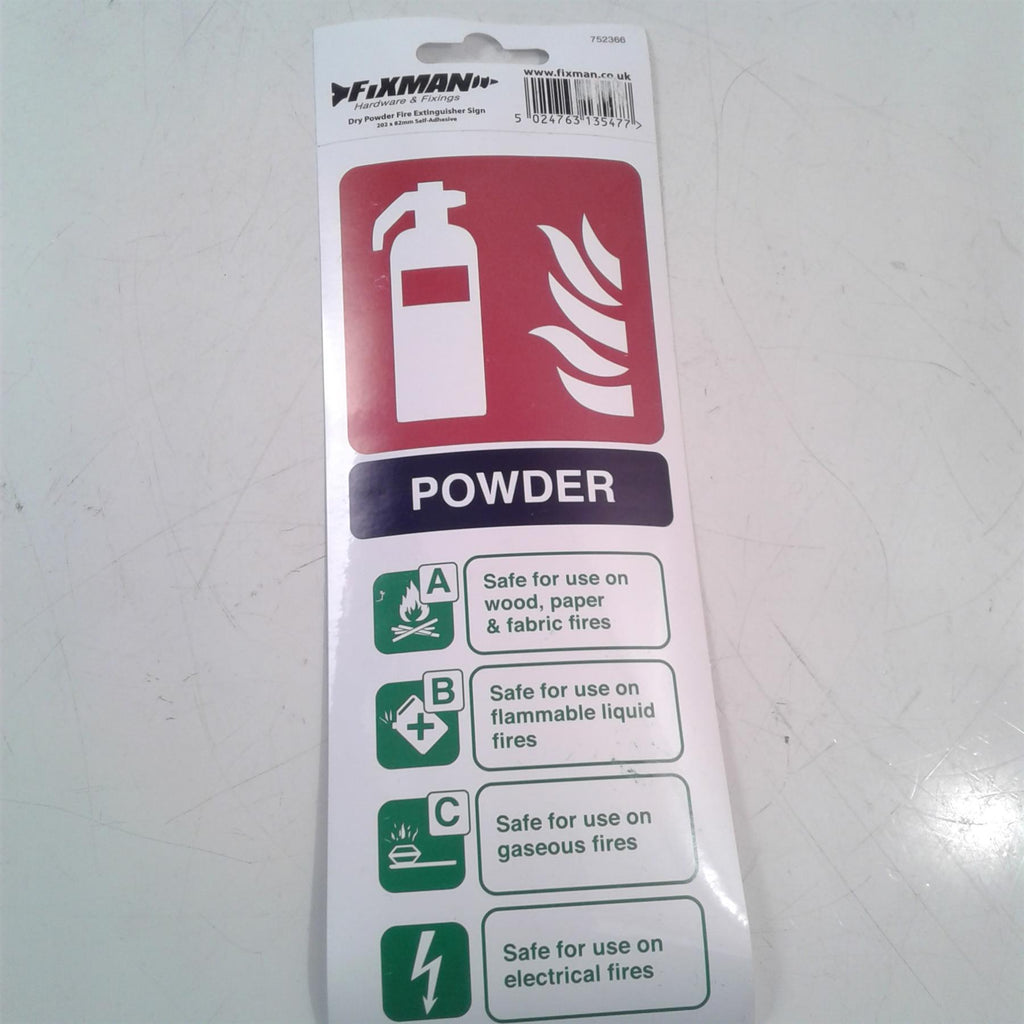 752366
FiXMAN
www.fixman.co.uk
Hardware & Fixings
Dry Powder Fire Extinguisher Sign
202 x 82mm Self-Adhesive
5 024763 135477 >
POWDER
A
Safe for use on
wood, paper
& fabric fires
B
Safe for use on
flammable liquid
fires
C
Safe for use on
gaseous fires
Safe for use on
electrical fires